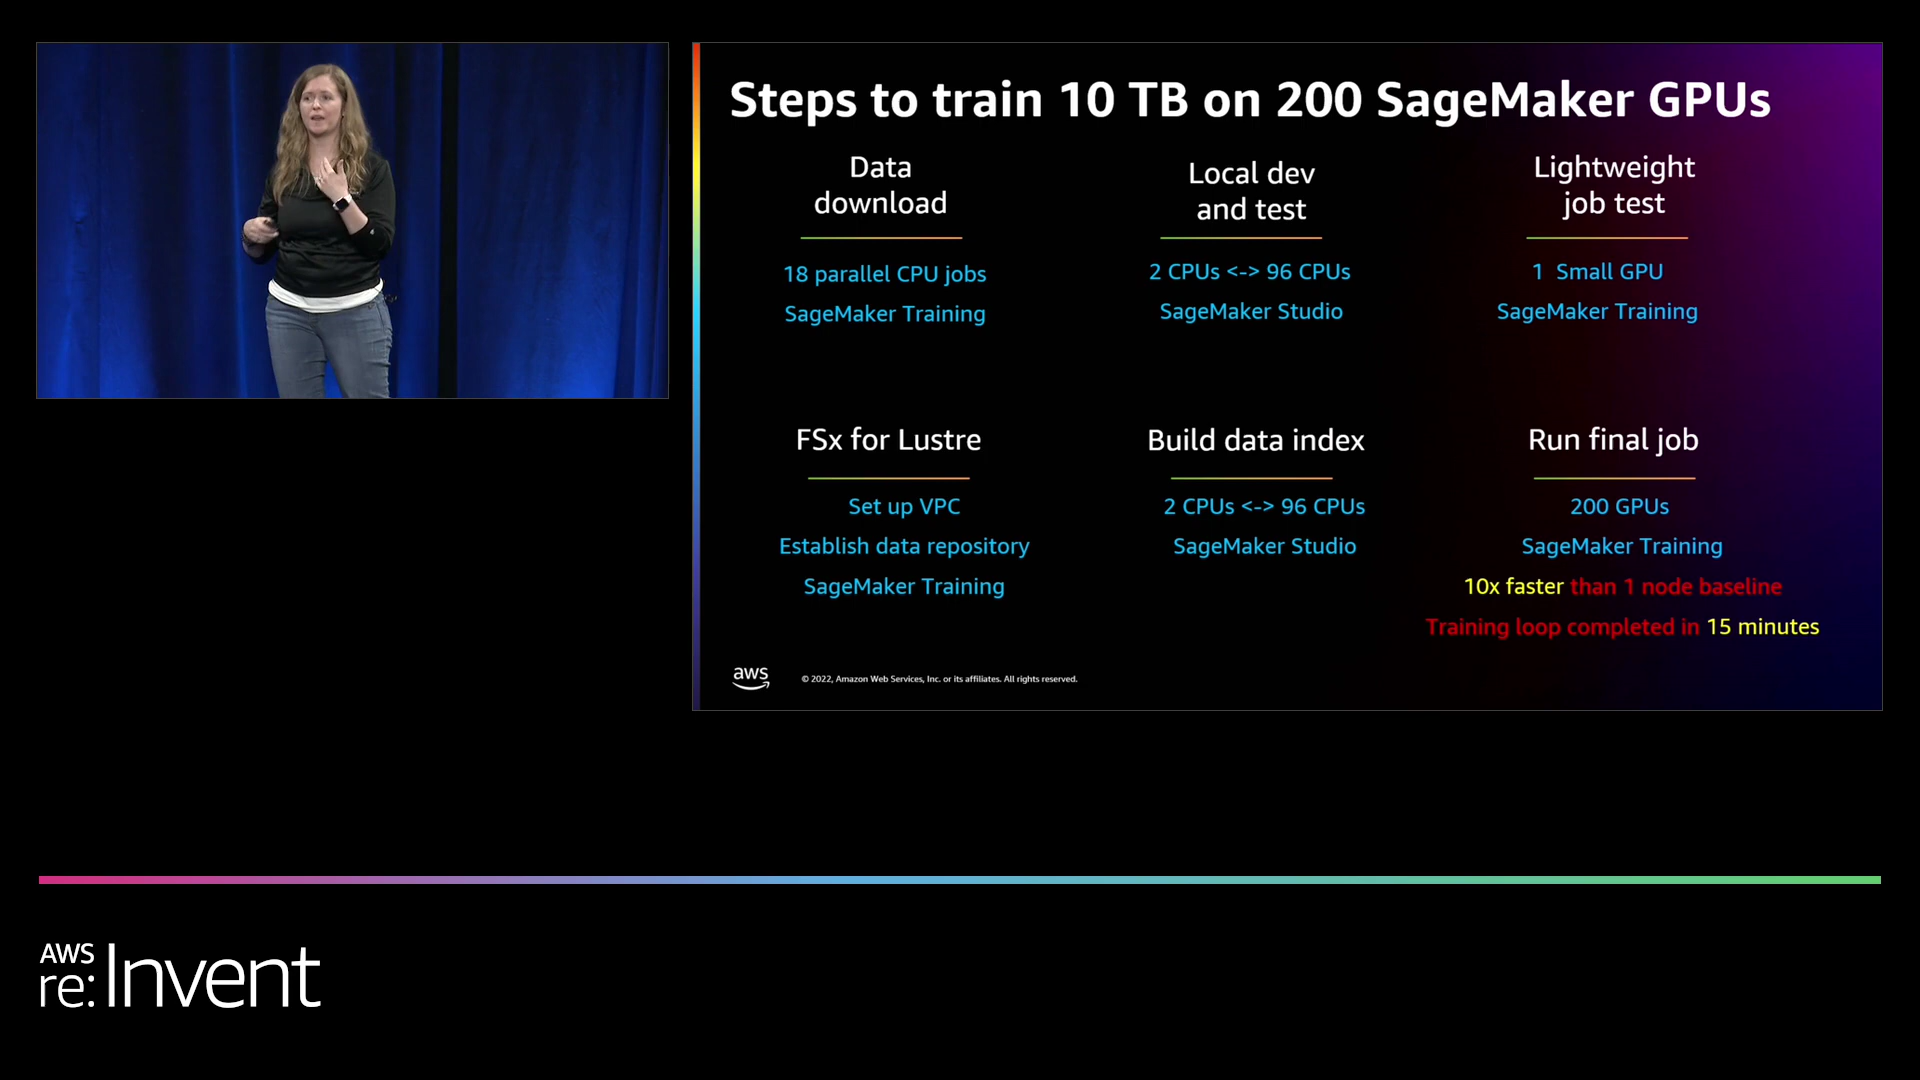 Steps to train 10 TB on 200 SageMaker GPUs
Data
download
18 parallel CPU jobs
SageMaker Training
Local dev
and test
2 CPUs <-> 96 CPUs
SageMaker Studio
Lightweight
job test
1 Small GPU
SageMaker Training
FSx for Lustre
Set up VPC
Establish data repository
SageMaker Training
Build data index
2 CPUs <-> 96 CPUs
SageMaker Studio
Run final job
200 GPUs
SageMaker Training
10x faster than 1 node baseline
Training loop completed in 15 minutes
aws
© 2022, Amazon Web Services, Inc. or its affiliates. All rights reserved.
AWS
re:Invent